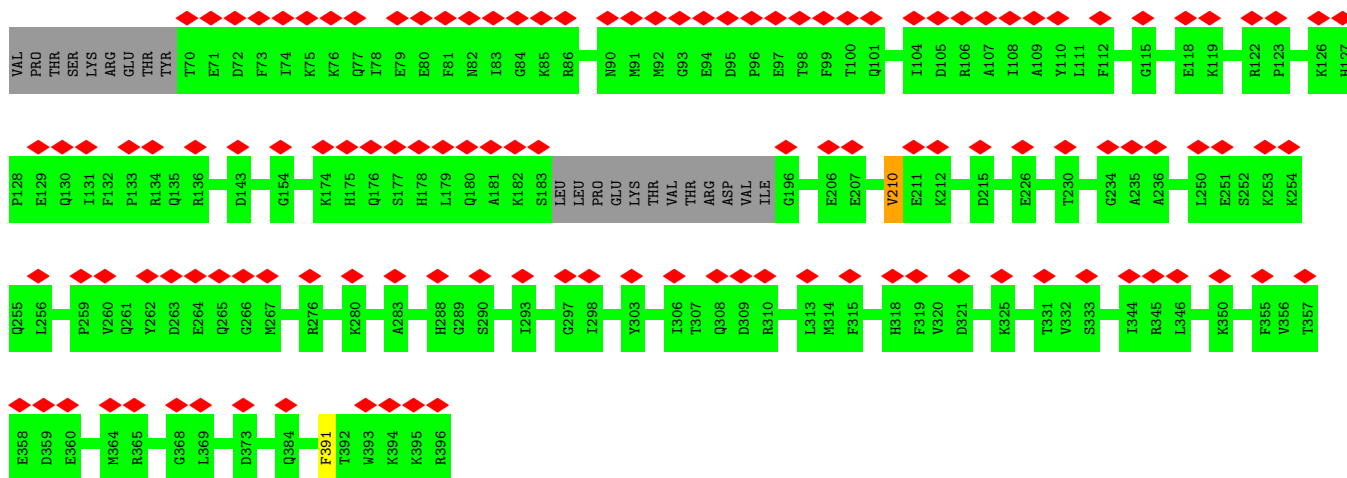 VAL PRO THR SER LYS ARG GLU THR TYR T70 E71 D72 F73 I74 K75 K76 Q77 I78 E79 E80 F81 N82 I83 G84 K85 R86 N90 M91 M92 G93 E94 D95 P96 E97 T98 F99 T100 Q101 I104 D105 R106 A107 I108 A109 Y110 L111 F112 G115 E118 K119 R122 P123 K126 H127
P128 E129 Q130 I131 F132 P133 R134 Q135 R136 D143 G154 K174 H175 Q176 S177 H178 L179 Q180 A181 K182 S183 LEU LEU PRO GLU LYS THR VAL THR ARG ASP VAL ILE G196 E206 E207 V210 E211 K212 D215 E226 T230 G234 A235 A236 L250 E251 S252 K253 K254
Q255 L256 P259 V260 Q261 Y262 D263 E264 Q265 G266 M267 R276 K280 A283 H288 G289 S290 I293 G297 I298 Y303 I306 T307 Q308 D309 R310 L313 M314 F315 H318 F319 V320 D321 K325 T331 V332 S333 I344 R345 L346 K350 F355 V356 T357
E358 D359 E360 M364 R365 G368 L369 D373 Q384 F391 T392 W393 K394 K395 R396